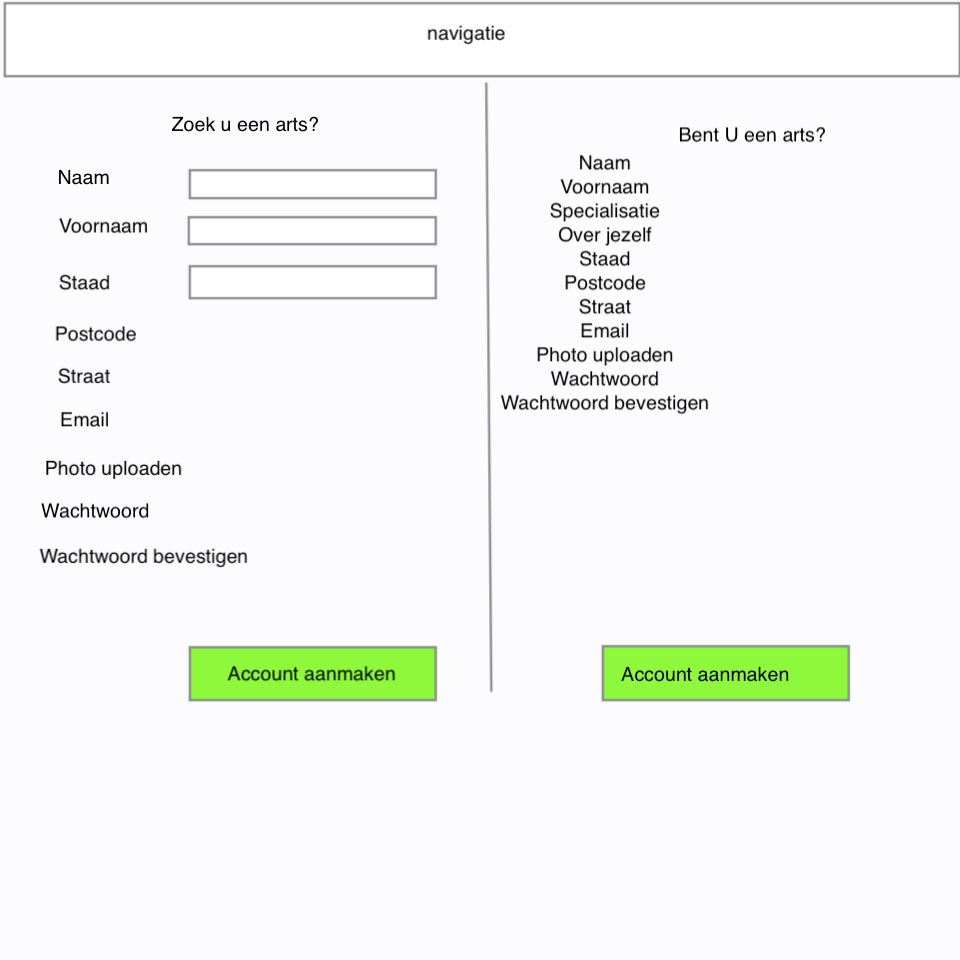 navigatie
Zoek u een arts?
Naam
Voornaam
Staad
Postcode
Straat
Email
Photo uploaden
Wachtwoord
Wachtwoord bevestigen
Account aanmaken
Bent U een arts?
Naam
Voornaam
Specialisatie
Over jezelf
Staad
Postcode
Straat
Email
Photo uploaden
Wachtwoord
Wachtwoord bevestigen
Account aanmaken